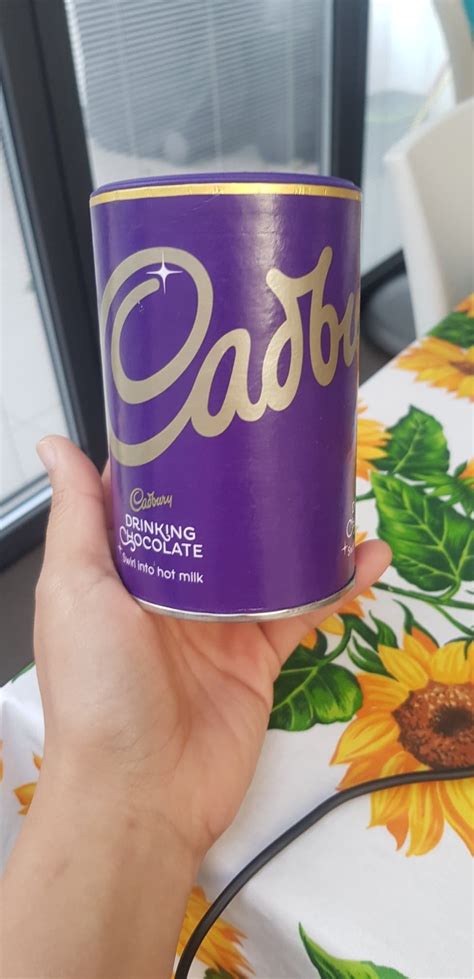 Cadbu
Cadbury
DRINKING
CHOCOLATE
Swirl into hot milk